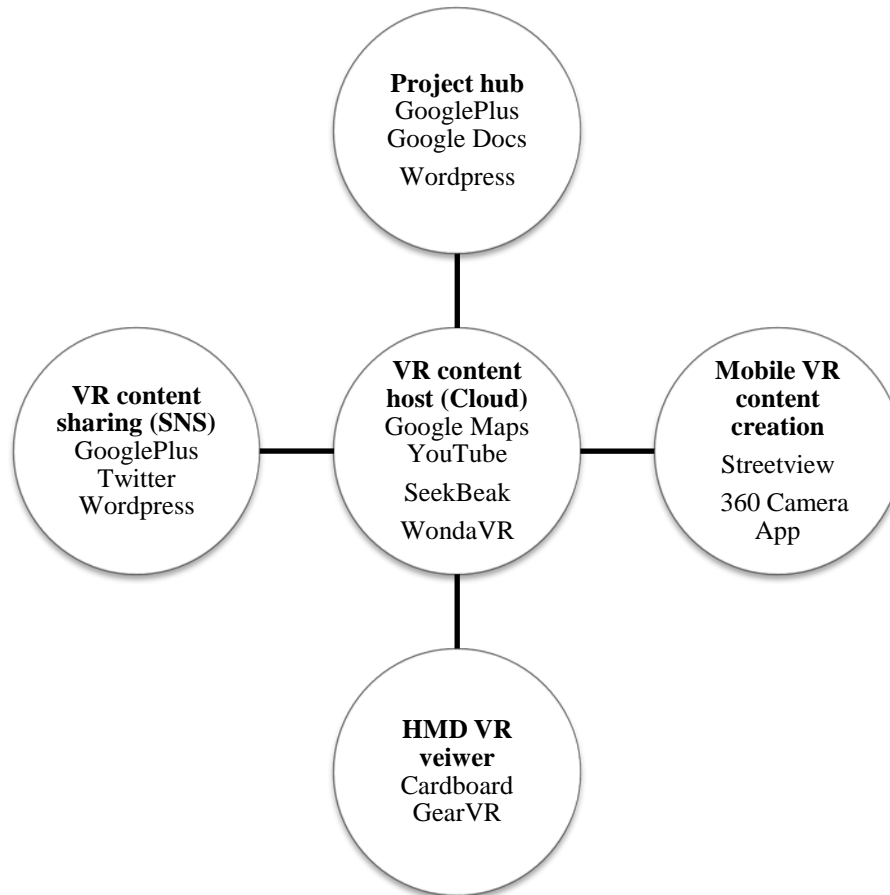 Project hub
GooglePlus
Google Docs
Wordpress
VR content
sharing (SNS)
GooglePlus
Twitter
Wordpress
VR content
host (Cloud)
Google Maps
YouTube
SeekBeak
WondaVR
Mobile VR
content
creation
Streetview
360 Camera
App
HMD VR
veiwer
Cardboard
GearVR